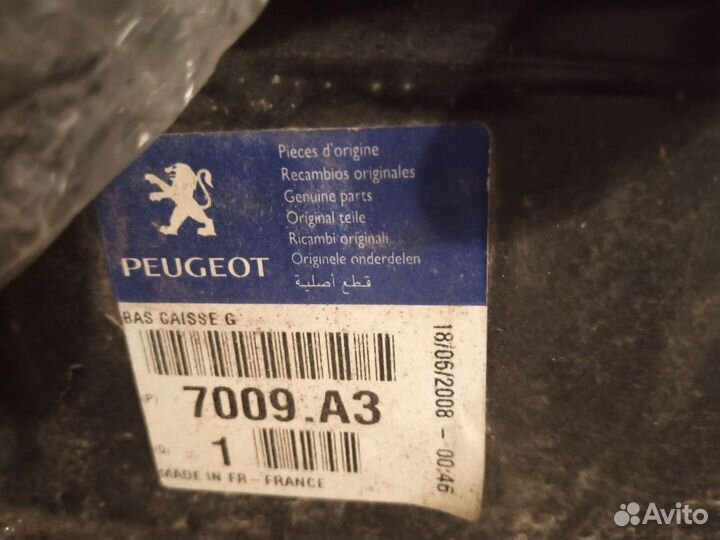 Pièces d'origine
Recambios originales
Genuine parts
Original teile
Ricambi originali
Originele onderdelen
قطع أصلية
PEUGEOT
BAS CAISSE G
(P) 7009.A3
(Q) 1
MADE IN FR - FRANCE
18/06/2008 - 00:46
Avito